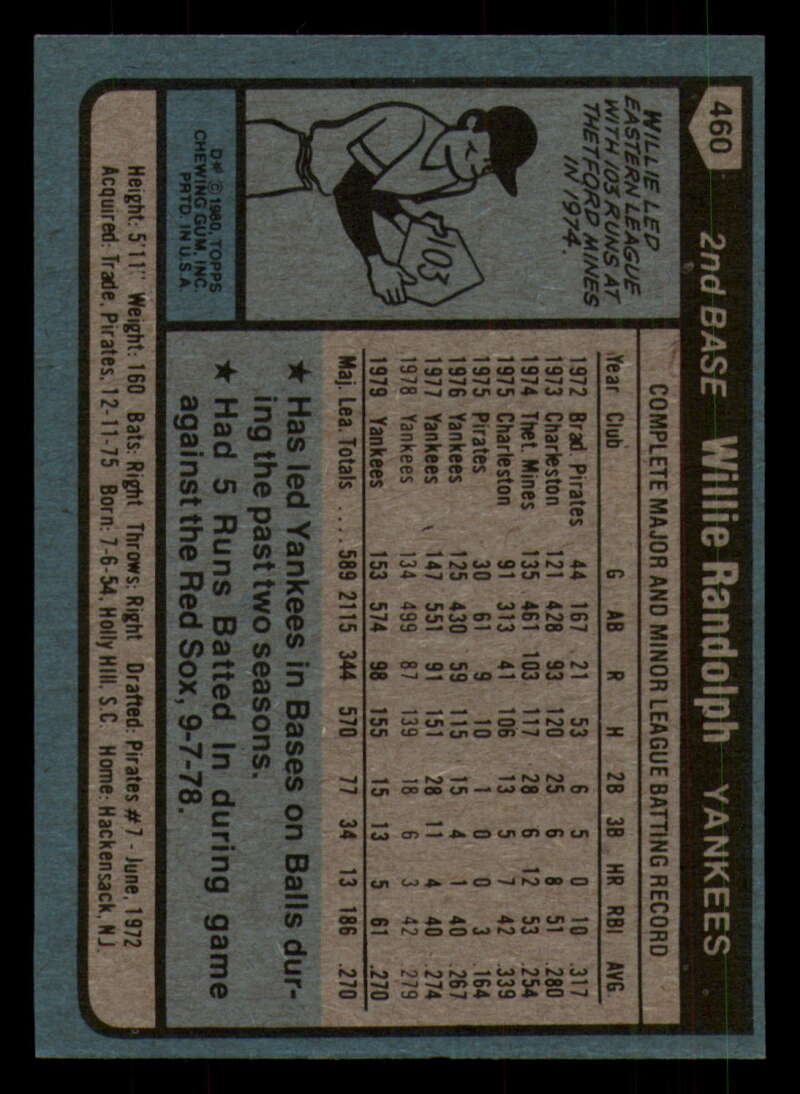 460 2nd BASE Willie Randolph YANKEES
WILLIE LED
EASTERN LEAGUE
WITH 103 RUNS AT
THETFORD MINES
IN 1974.
103
D* © 1980, TOPPS
CHEWING GUM, INC.
PRTD. IN U.S.A.
COMPLETE MAJOR AND MINOR LEAGUE BATTING RECORD
Year Club G AB R H 2B 3B HR RBI AVG.
1972 Brad. Pirates 44 167 21 53 6 5 0 10 .317
1973 Charleston 121 428 93 120 25 6 8 51 .280
1974 Thet. Mines 135 461 103 117 28 6 12 53 .254
1975 Charleston 91 313 41 106 13 5 7 42 .339
1975 Pirates 30 61 9 10 1 0 0 3 .164
1976 Yankees 125 430 59 115 15 4 1 40 .267
1977 Yankees 147 551 91 151 28 11 4 40 .274
1978 Yankees 134 499 87 139 18 6 3 42 .279
1979 Yankees 153 574 98 155 15 13 5 61 .270
Maj. Lea. Totals .... 589 2115 344 570 77 34 13 186 .270
★ Has led Yankees in Bases on Balls dur-
ing the past two seasons.
★ Had 5 Runs Batted In during game
against the Red Sox, 9-7-78.
Height: 5'11" Weight: 160 Bats: Right Throws: Right Drafted: Pirates #7 - June, 1972
Acquired: Trade, Pirates, 12-11-75 Born: 7-6-54, Holly Hill, S.C. Home: Hackensack, N.J.